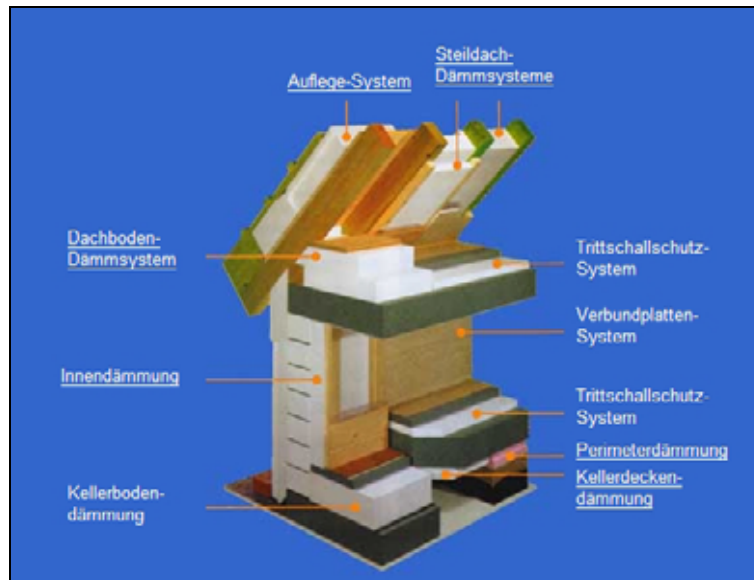 Steildach-
Dämmsysteme
Auflege-System
Dachboden-
Dämmsystem
Trittschallschutz-
System
Verbundplatten-
System
Innendämmung
Trittschallschutz-
System
Perimeterdämmung
Kellerdecken-
dämmung
Kellerboden-
dämmung